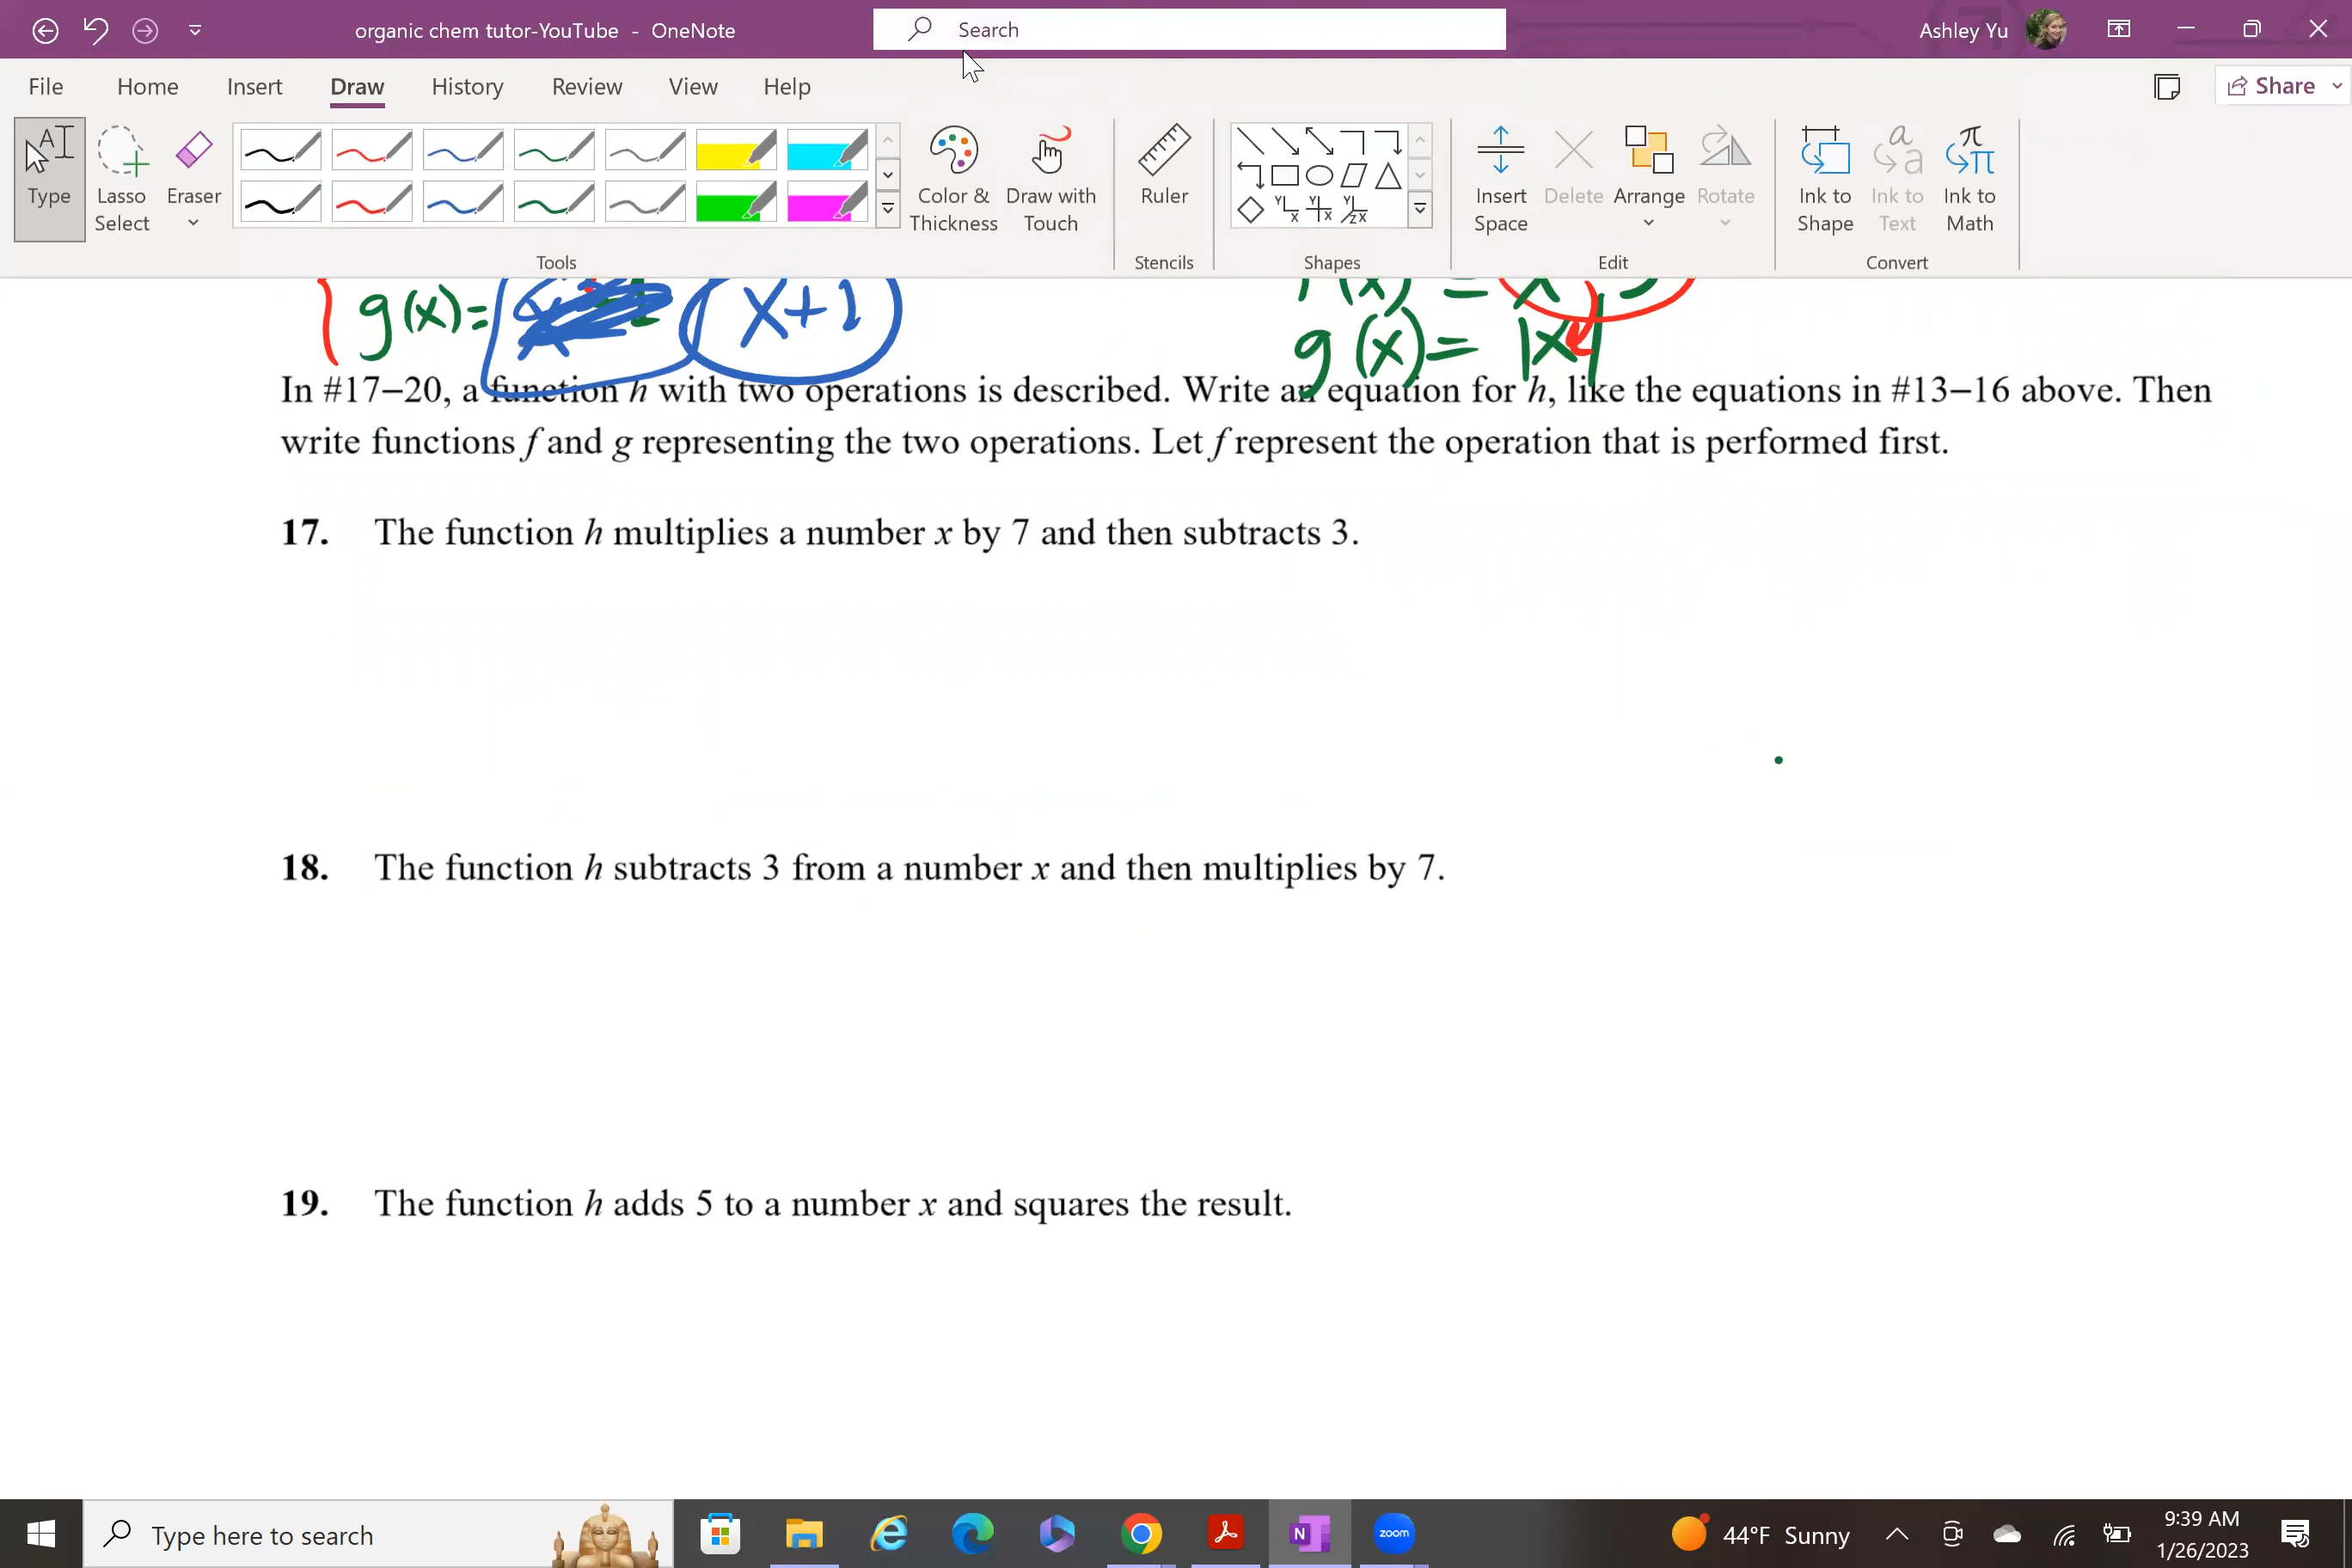 organic chem tutor-YouTube - OneNote
Search
Ashley Yu
File Home Insert Draw History Review View Help
Share
Type
Lasso Select
Eraser
Color & Thickness
Draw with Touch
Ruler
Insert Space
Delete
Arrange
Rotate
Ink to Shape
Ink to Text
Ink to Math
Tools Stencils Shapes Edit Convert
g(x)= (x+1)
g(x)= |x|
In #17–20, a function h with two operations is described. Write an equation for h, like the equations in #13–16 above. Then
write functions f and g representing the two operations. Let f represent the operation that is performed first.
17. The function h multiplies a number x by 7 and then subtracts 3.
18. The function h subtracts 3 from a number x and then multiplies by 7.
19. The function h adds 5 to a number x and squares the result.
Type here to search
zoom
44°F Sunny
9:39 AM
1/26/2023